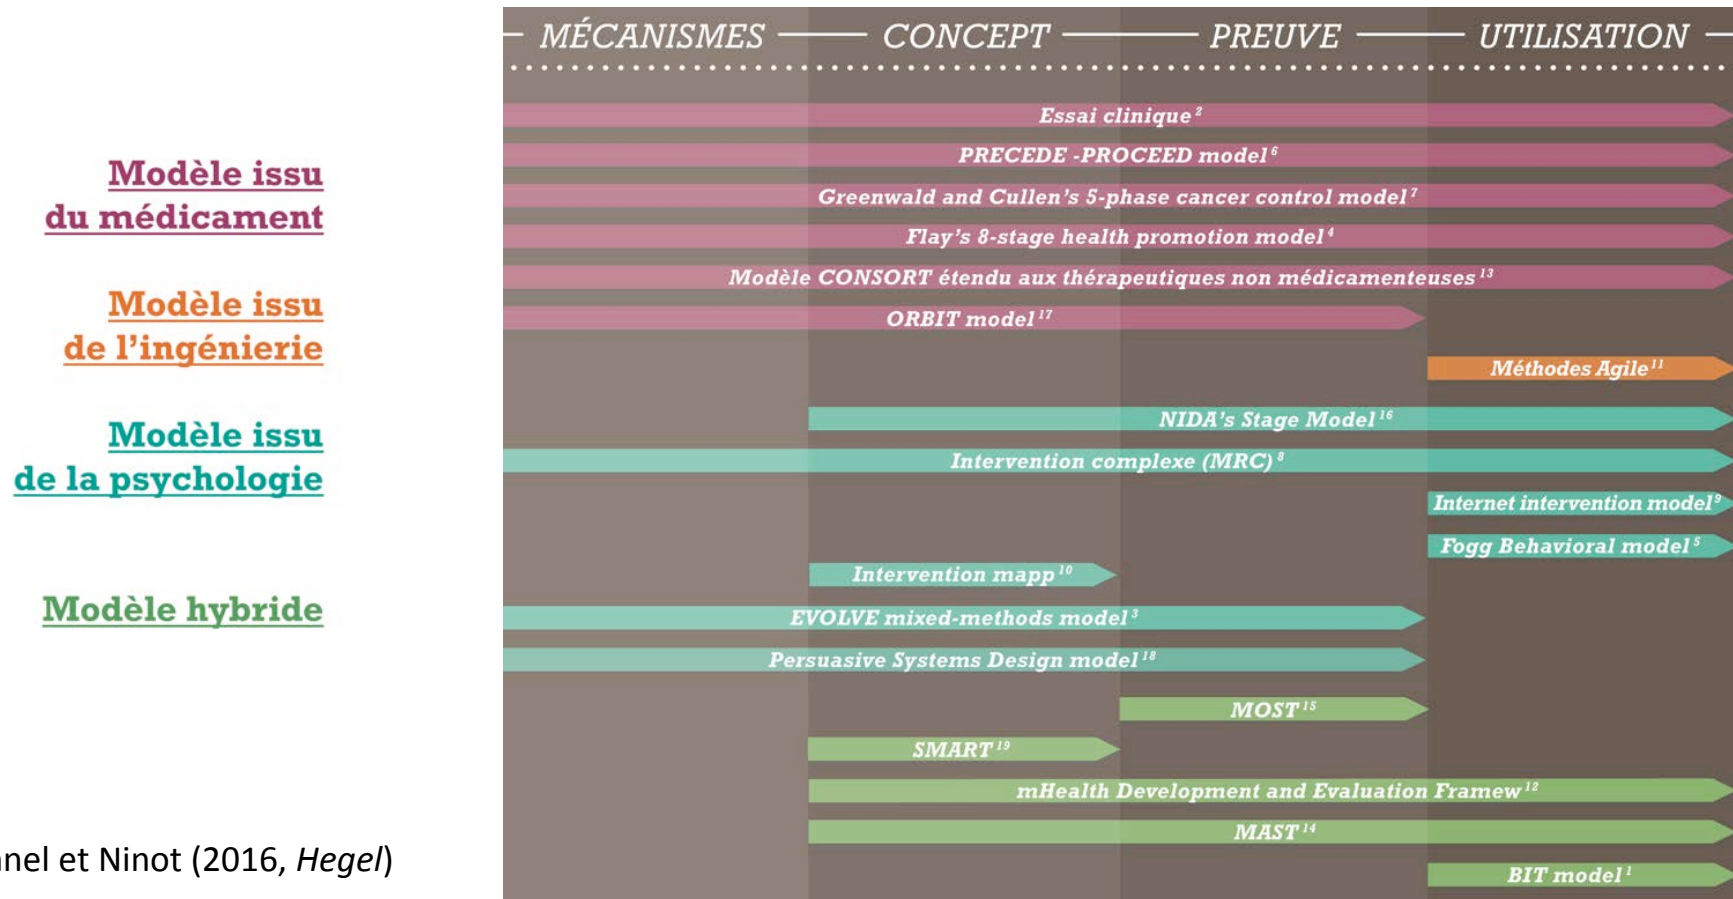 MÉCANISMES CONCEPT PREUVE UTILISATION
Modèle issu
du médicament
Modèle issu
de l'ingénierie
Modèle issu
de la psychologie
Modèle hybride
Essai clinique 2
PRECEDE -PROCEED model 6
Greenwald and Cullen's 5-phase cancer control model 7
Flay's 8-stage health promotion model 4
Modèle CONSORT étendu aux thérapeutiques non médicamenteuses 13
ORBIT model 17
Méthodes Agile 11
NIDA's Stage Model 16
Intervention complexe (MRC) 8
Internet intervention model 9
Fogg Behavioral model 5
Intervention mapp 10
EVOLVE mixed-methods model 3
Persuasive Systems Design model 18
MOST 15
SMART 19
mHealth Development and Evaluation Framew 12
MAST 14
BIT model 1
nel et Ninot (2016, Hegel)